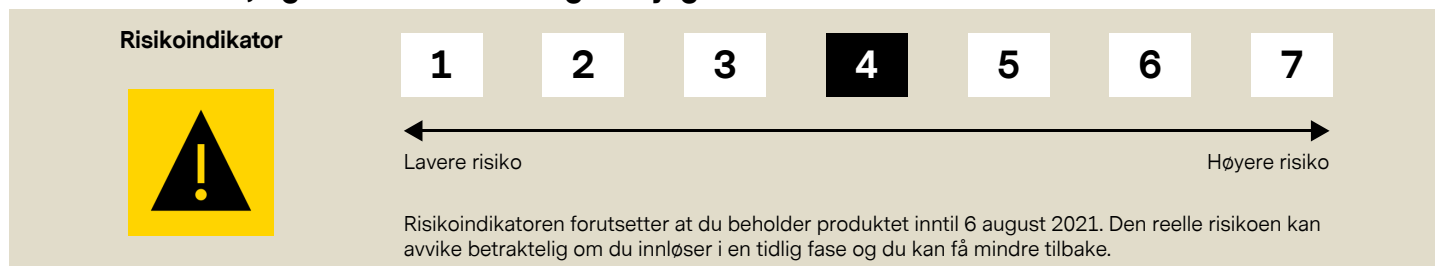 Risikoindikator
1 2 3 4 5 6 7
Lavere risiko Høyere risiko
Risikoindikatoren forutsetter at du beholder produktet inntil 6 august 2021. Den reelle risikoen kan
avvike betraktelig om du innløser i en tidlig fase og du kan få mindre tilbake.